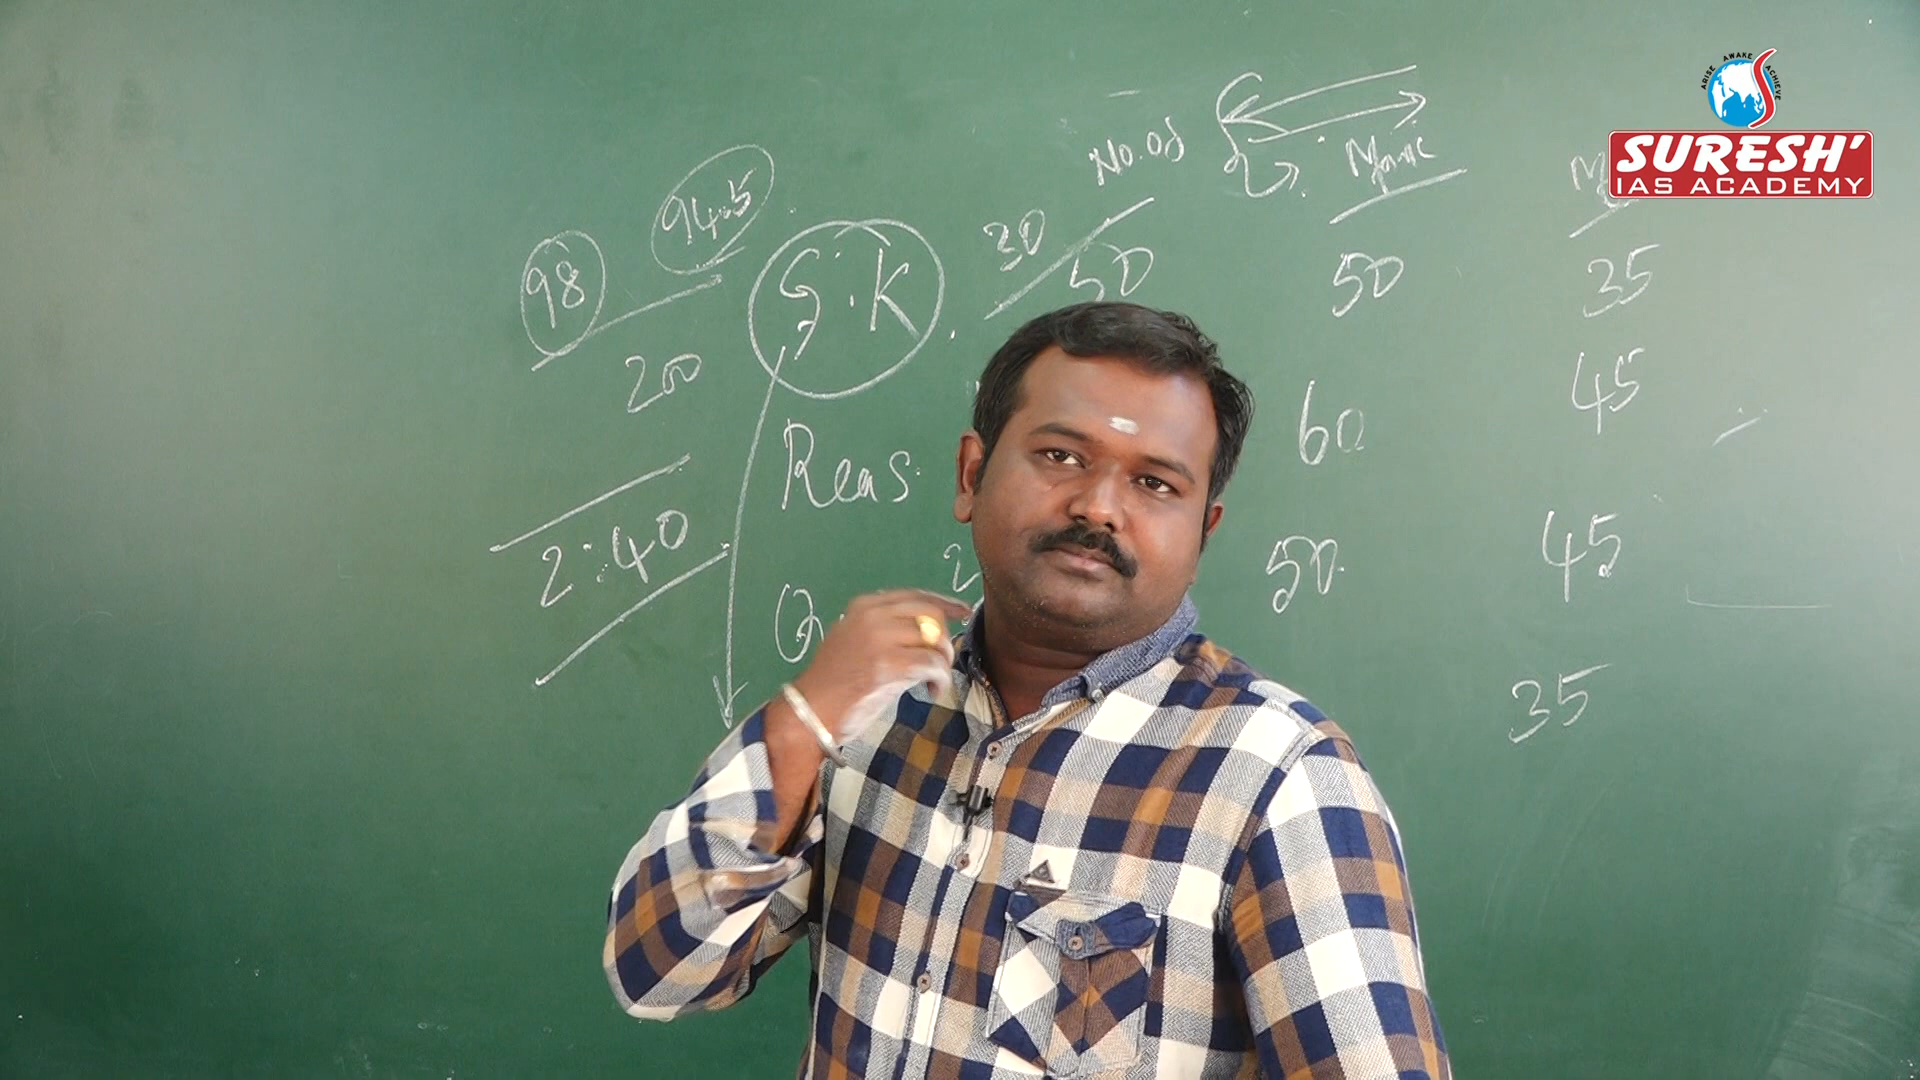 ARISE AWAKE ACHIEVE
SURESH'
IAS ACADEMY
No. of
98 94.5 G.K 30 50 50 35
200
Reas. 60 45
2:40 2 50 45
35